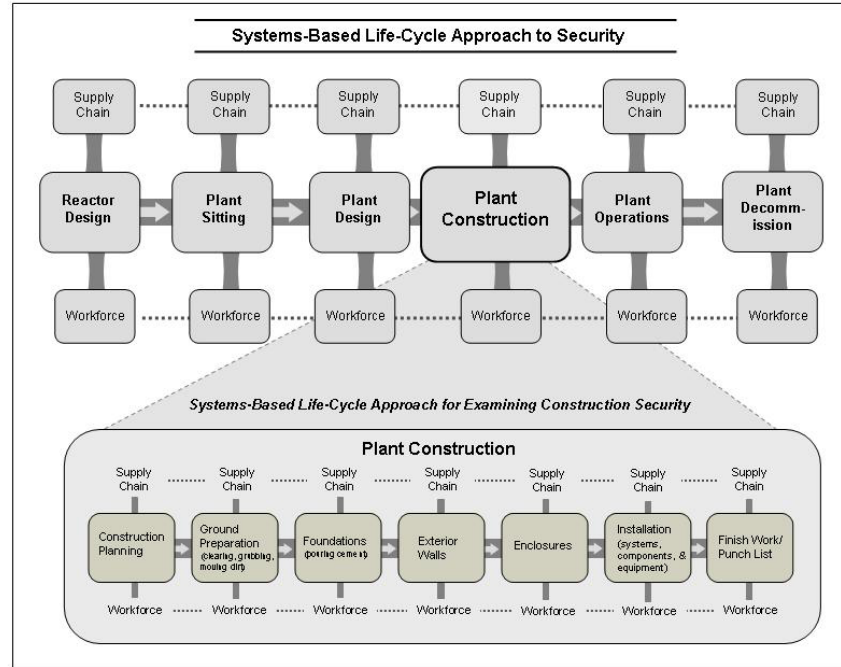 Systems-Based Life-Cycle Approach to Security
Supply
Chain
Supply
Chain
Supply
Chain
Supply
Chain
Supply
Chain
Supply
Chain
Reactor
Design
Plant
Sitting
Plant
Design
Plant
Construction
Plant
Operations
Plant
Decomm-
ission
Workforce
Workforce
Workforce
Workforce
Workforce
Workforce
Systems-Based Life-Cycle Approach for Examining Construction Security
Plant Construction
Supply
Chain
Supply
Chain
Supply
Chain
Supply
Chain
Supply
Chain
Supply
Chain
Supply
Chain
Construction
Planning
Ground
Preparation
(clearing, grubbing,
moving dirt)
Foundations
(pouring cement)
Exterior
Walls
Enclosures
Installation
(systems,
components, &
equipment)
Finish Work/
Punch List
Workforce
Workforce
Workforce
Workforce
Workforce
Workforce
Workforce